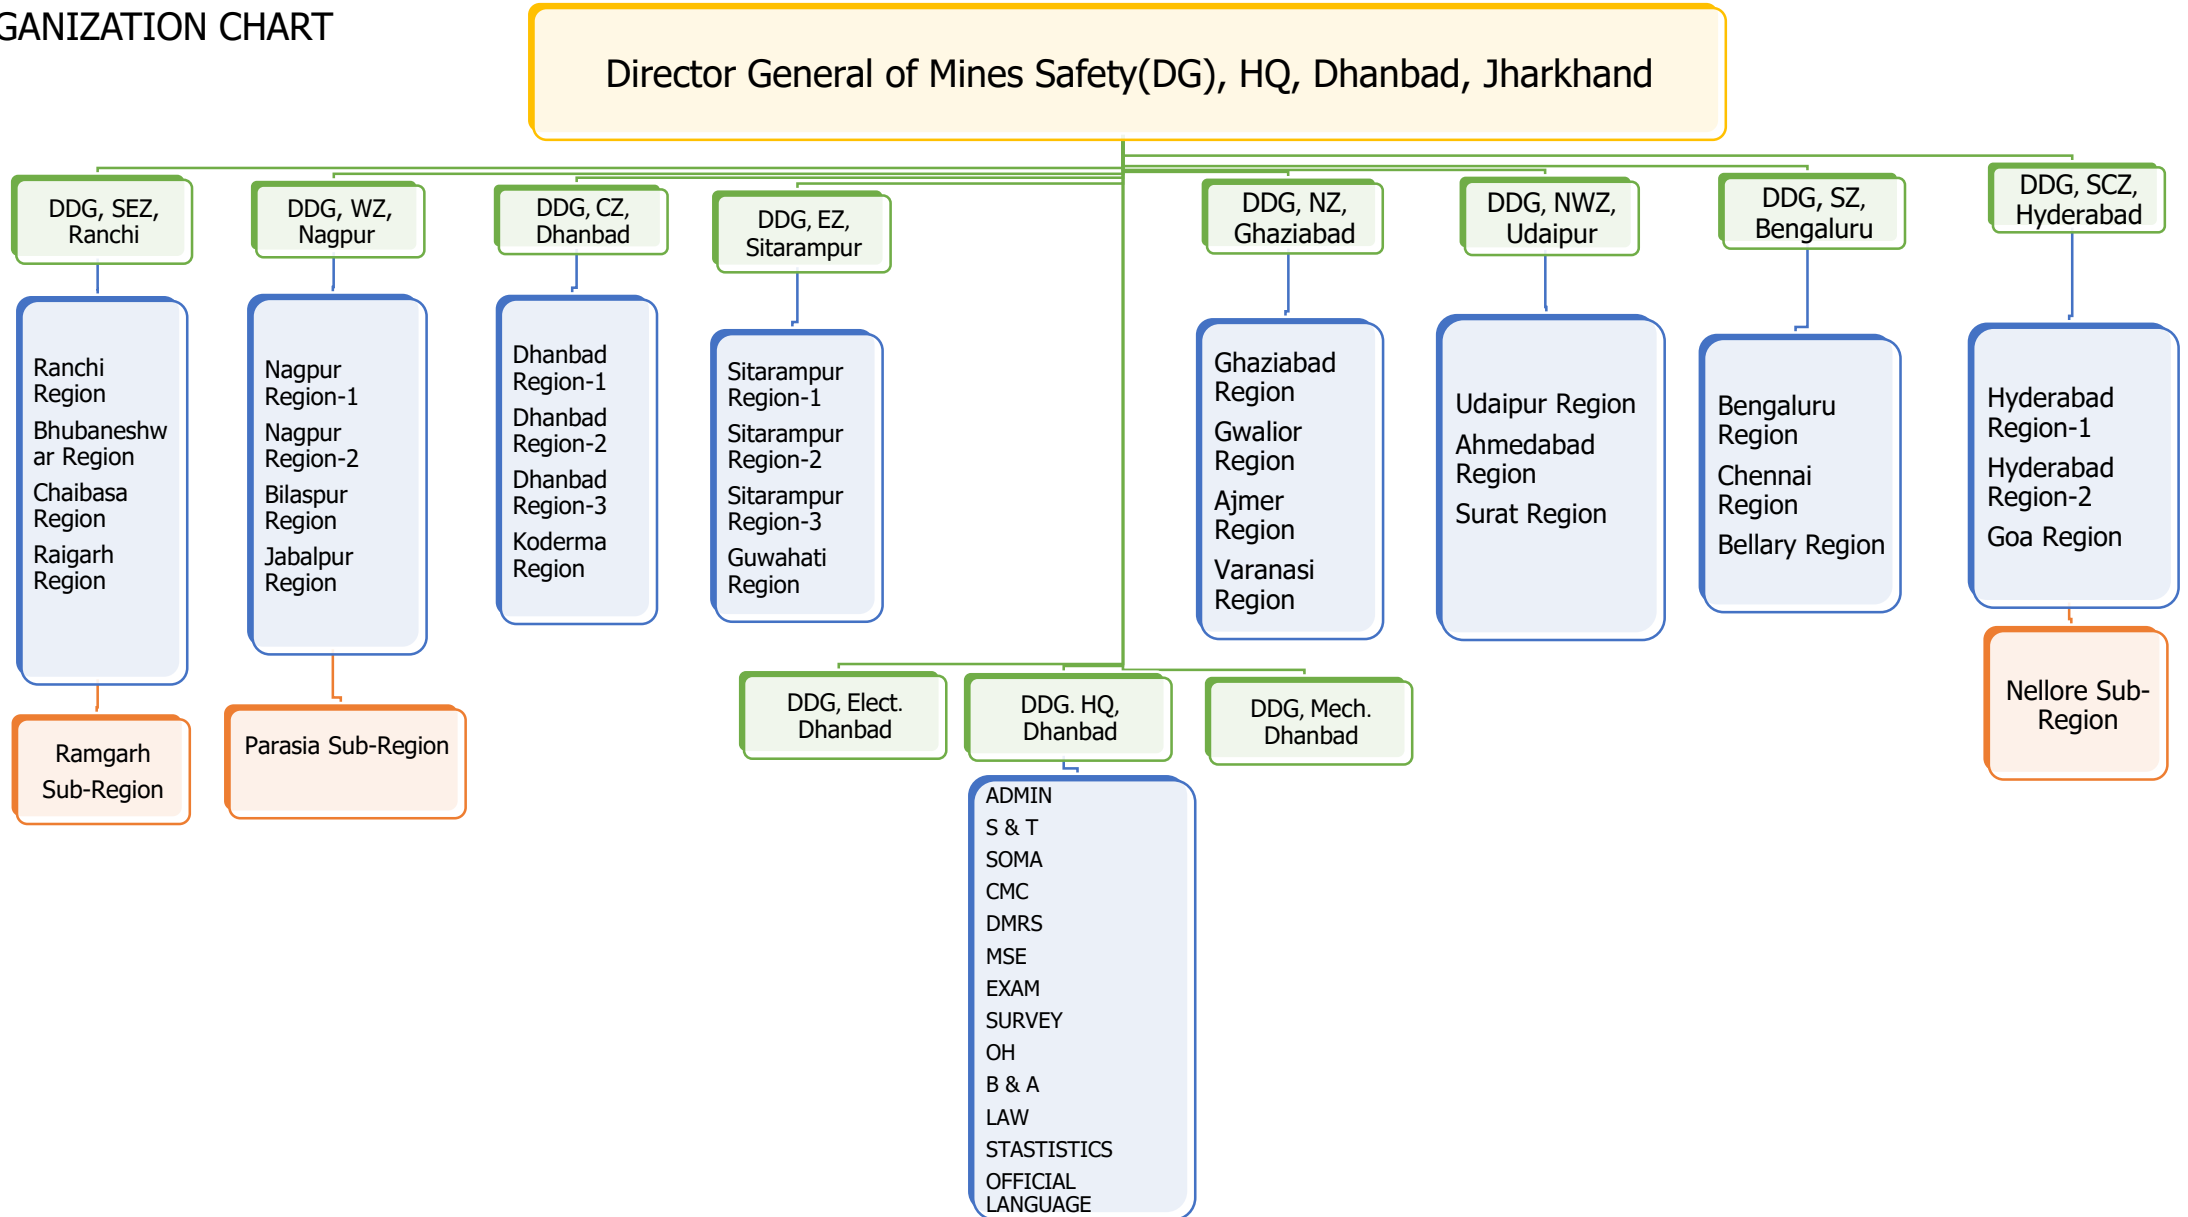 GANIZATION CHART
Director General of Mines Safety(DG), HQ, Dhanbad, Jharkhand
DDG, SEZ,
Ranchi
DDG, WZ,
Nagpur
DDG, CZ,
Dhanbad
DDG, EZ,
Sitarampur
DDG, NZ,
Ghaziabad
DDG, NWZ,
Udaipur
DDG, SZ,
Bengaluru
DDG, SCZ,
Hyderabad
Ranchi
Region
Bhubaneshw
ar Region
Chaibasa
Region
Raigarh
Region
Nagpur
Region-1
Nagpur
Region-2
Bilaspur
Region
Jabalpur
Region
Dhanbad
Region-1
Dhanbad
Region-2
Dhanbad
Region-3
Koderma
Region
Sitarampur
Region-1
Sitarampur
Region-2
Sitarampur
Region-3
Guwahati
Region
Ghaziabad
Region
Gwalior
Region
Ajmer
Region
Varanasi
Region
Udaipur Region
Ahmedabad
Region
Surat Region
Bengaluru
Region
Chennai
Region
Bellary Region
Hyderabad
Region-1
Hyderabad
Region-2
Goa Region
Ramgarh
Sub-Region
Parasia Sub-Region
Nellore Sub-
Region
DDG, Elect.
Dhanbad
DDG. HQ,
Dhanbad
DDG, Mech.
Dhanbad
ADMIN
S & T
SOMA
CMC
DMRS
MSE
EXAM
SURVEY
OH
B & A
LAW
STASTISTICS
OFFICIAL
LANGUAGE